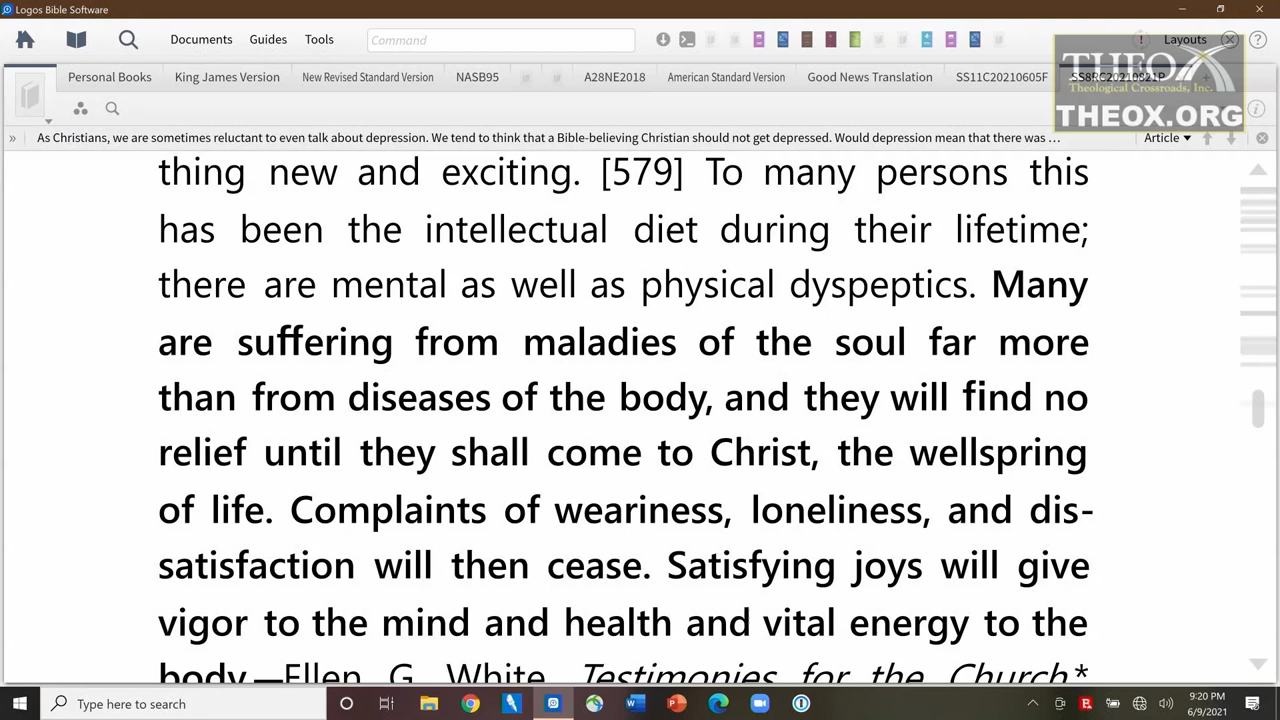 Logos Bible Software
Documents Guides Tools Command Layouts
Personal Books King James Version New Revised Standard NASB95 A28NE2018 American Standard Version Good News Translation SS11C20210605F
THEOX
Theological Crossroads, Inc.
THEOX.ORG
» As Christians, we are sometimes reluctant to even talk about depression. We tend to think that a Bible-believing Christian should not get depressed. Would depression mean that there was … Article
thing new and exciting. [579] To many persons this
has been the intellectual diet during their lifetime;
there are mental as well as physical dyspeptics. Many
are suffering from maladies of the soul far more
than from diseases of the body, and they will find no
relief until they shall come to Christ, the wellspring
of life. Complaints of weariness, loneliness, and dis-
satisfaction will then cease. Satisfying joys will give
vigor to the mind and health and vital energy to the
body.—Ellen G. White, Testimonies for the Church*
Type here to search
9:20 PM
6/9/2021